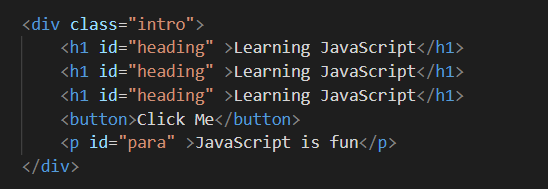 <div class="intro">
<h1 id="heading" >Learning JavaScript</h1>
<h1 id="heading" >Learning JavaScript</h1>
<h1 id="heading" >Learning JavaScript</h1>
<button>Click Me</button>
<p id="para" >JavaScript is fun</p>
</div>